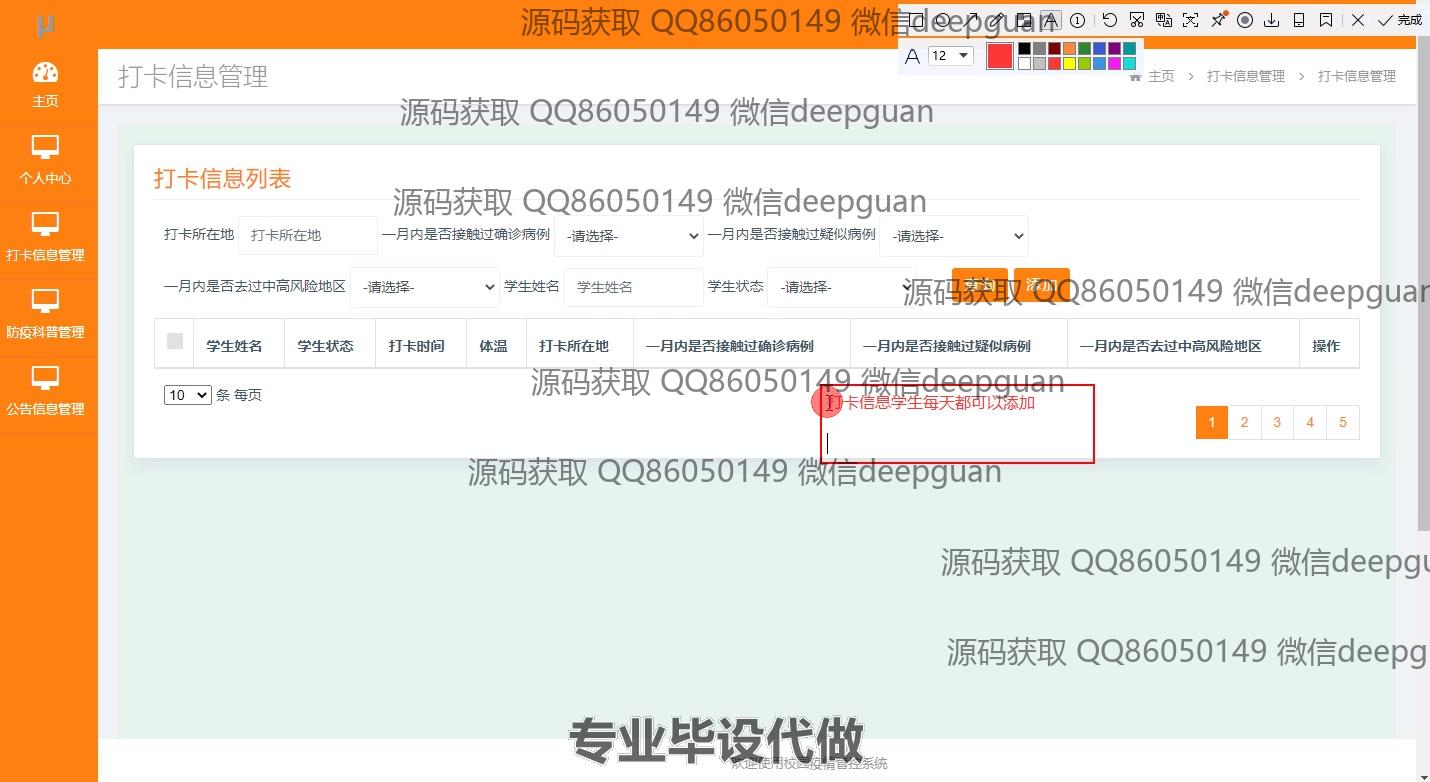 源码获取 QQ86050149 微信deepguan
μ
12
完成
打卡信息管理
主页 > 打卡信息管理 > 打卡信息管理
主页
个人中心
打卡信息管理
防疫科普管理
公告信息管理
源码获取 QQ86050149 微信deepguan
打卡信息列表
源码获取 QQ86050149 微信deepguan
打卡所在地 打卡所在地 一月内是否接触过确诊病例 -请选择- 一月内是否接触过疑似病例 -请选择-
一月内是否去过中高风险地区 -请选择- 学生姓名 学生姓名 学生状态 -请选择- 查询 添加
源码获取 QQ86050149 微信deepguan
学生姓名 学生状态 打卡时间 体温 打卡所在地 一月内是否接触过确诊病例 一月内是否接触过疑似病例 一月内是否去过中高风险地区 操作
源码获取 QQ86050149 微信deepguan
10 条 每页
打卡信息学生每天都可以添加
1 2 3 4 5
源码获取 QQ86050149 微信deepguan
源码获取 QQ86050149 微信deepgu
源码获取 QQ86050149 微信deepg
专业毕设代做
欢迎使用校园疫情管控系统